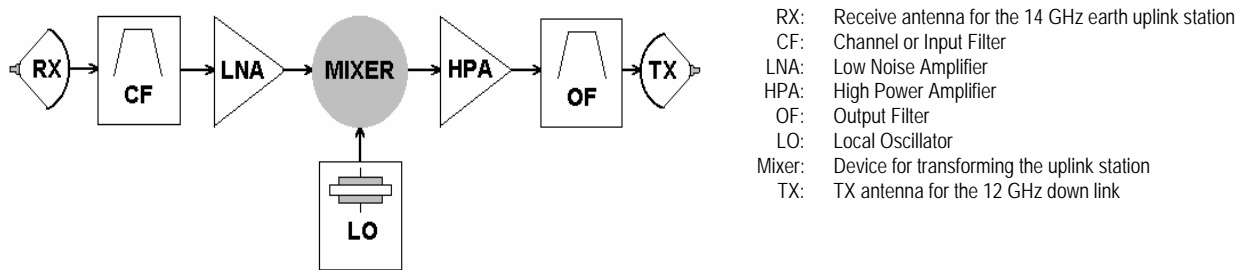 RX
CF
LNA
MIXER
HPA
OF
TX
LO
RX: Receive antenna for the 14 GHz earth uplink station
CF: Channel or Input Filter
LNA: Low Noise Amplifier
HPA: High Power Amplifier
OF: Output Filter
LO: Local Oscillator
Mixer: Device for transforming the uplink station
TX: TX antenna for the 12 GHz down link